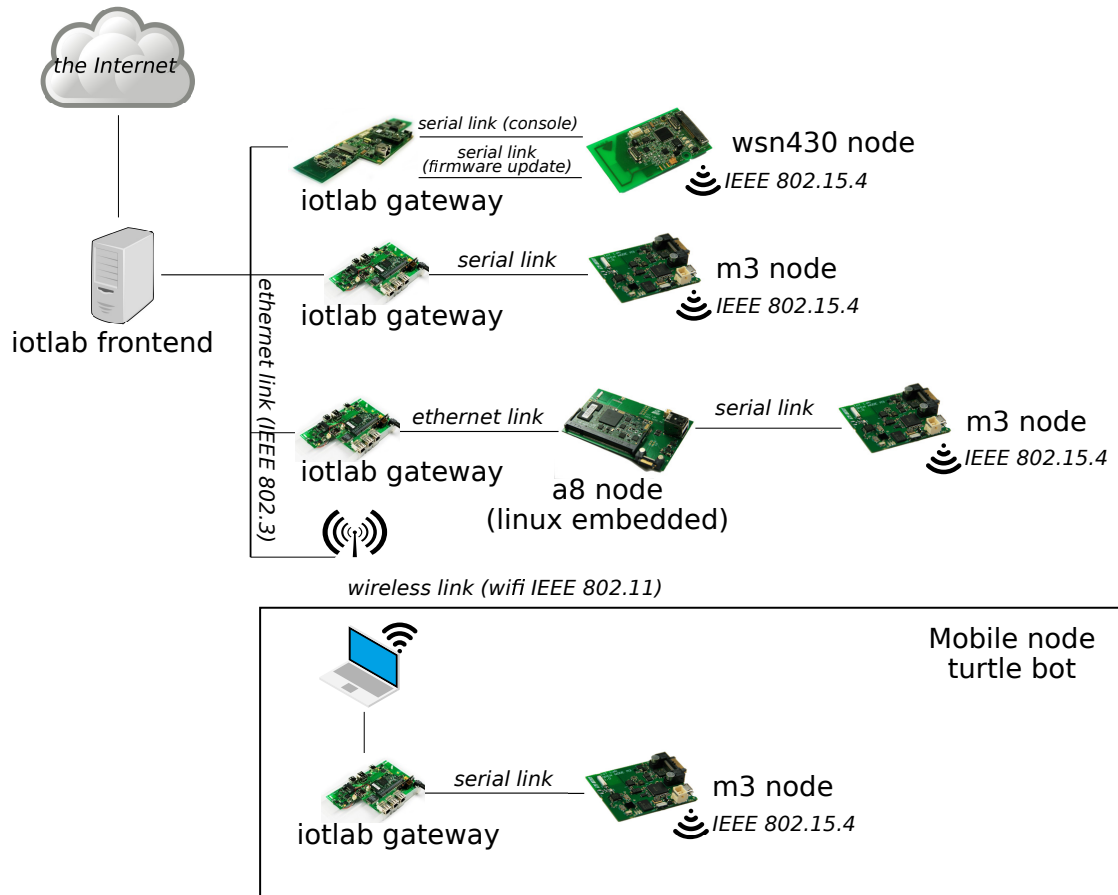 the Internet
serial link (console)
serial link
(firmware update)
wsn430 node
IEEE 802.15.4
iotlab gateway
iotlab frontend
ethernet link (IEEE 802.3)
serial link
m3 node
IEEE 802.15.4
iotlab gateway
ethernet link
serial link
m3 node
IEEE 802.15.4
iotlab gateway
a8 node
(linux embedded)
wireless link (wifi IEEE 802.11)
Mobile node
turtle bot
serial link
m3 node
IEEE 802.15.4
iotlab gateway